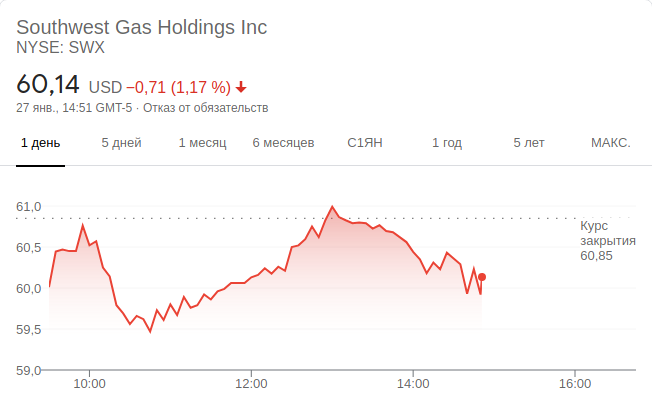 Southwest Gas Holdings Inc
NYSE: SWX
60,14 USD −0,71 (1,17 %)
27 янв., 14:51 GMT-5 · Отказ от обязательств
1 день 5 дней 1 месяц 6 месяцев С1ЯН 1 год 5 лет МАКС.
61,0
Курс
закрытия
60,85
60,5
60,0
59,5
59,0
10:00 12:00 14:00 16:00